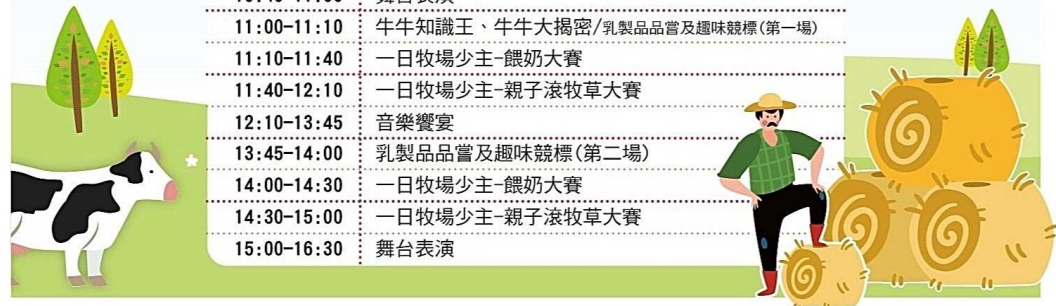 11:00-11:10 牛牛知識王、牛牛大揭密/乳製品品嘗及趣味競標(第一場)
11:10-11:40 一日牧場少主-餵奶大賽
11:40-12:10 一日牧場少主-親子滾牧草大賽
12:10-13:45 音樂饗宴
13:45-14:00 乳製品品嘗及趣味競標(第二場)
14:00-14:30 一日牧場少主-餵奶大賽
14:30-15:00 一日牧場少主-親子滾牧草大賽
15:00-16:30 舞台表演